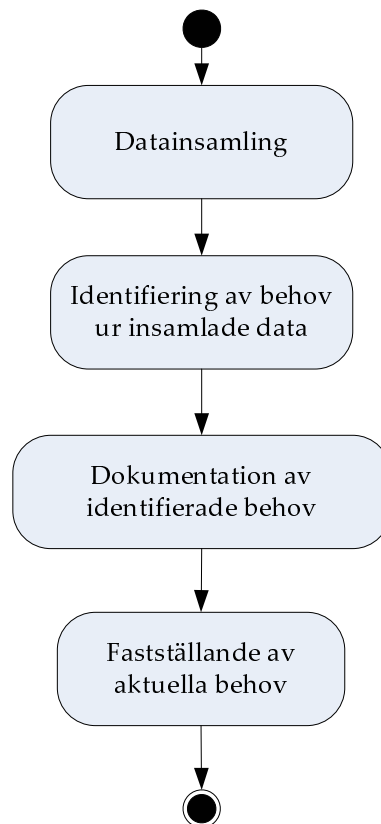 Datainsamling
Identifiering av behov
ur insamlade data
Dokumentation av
identifierade behov
Fastställande av
aktuella behov